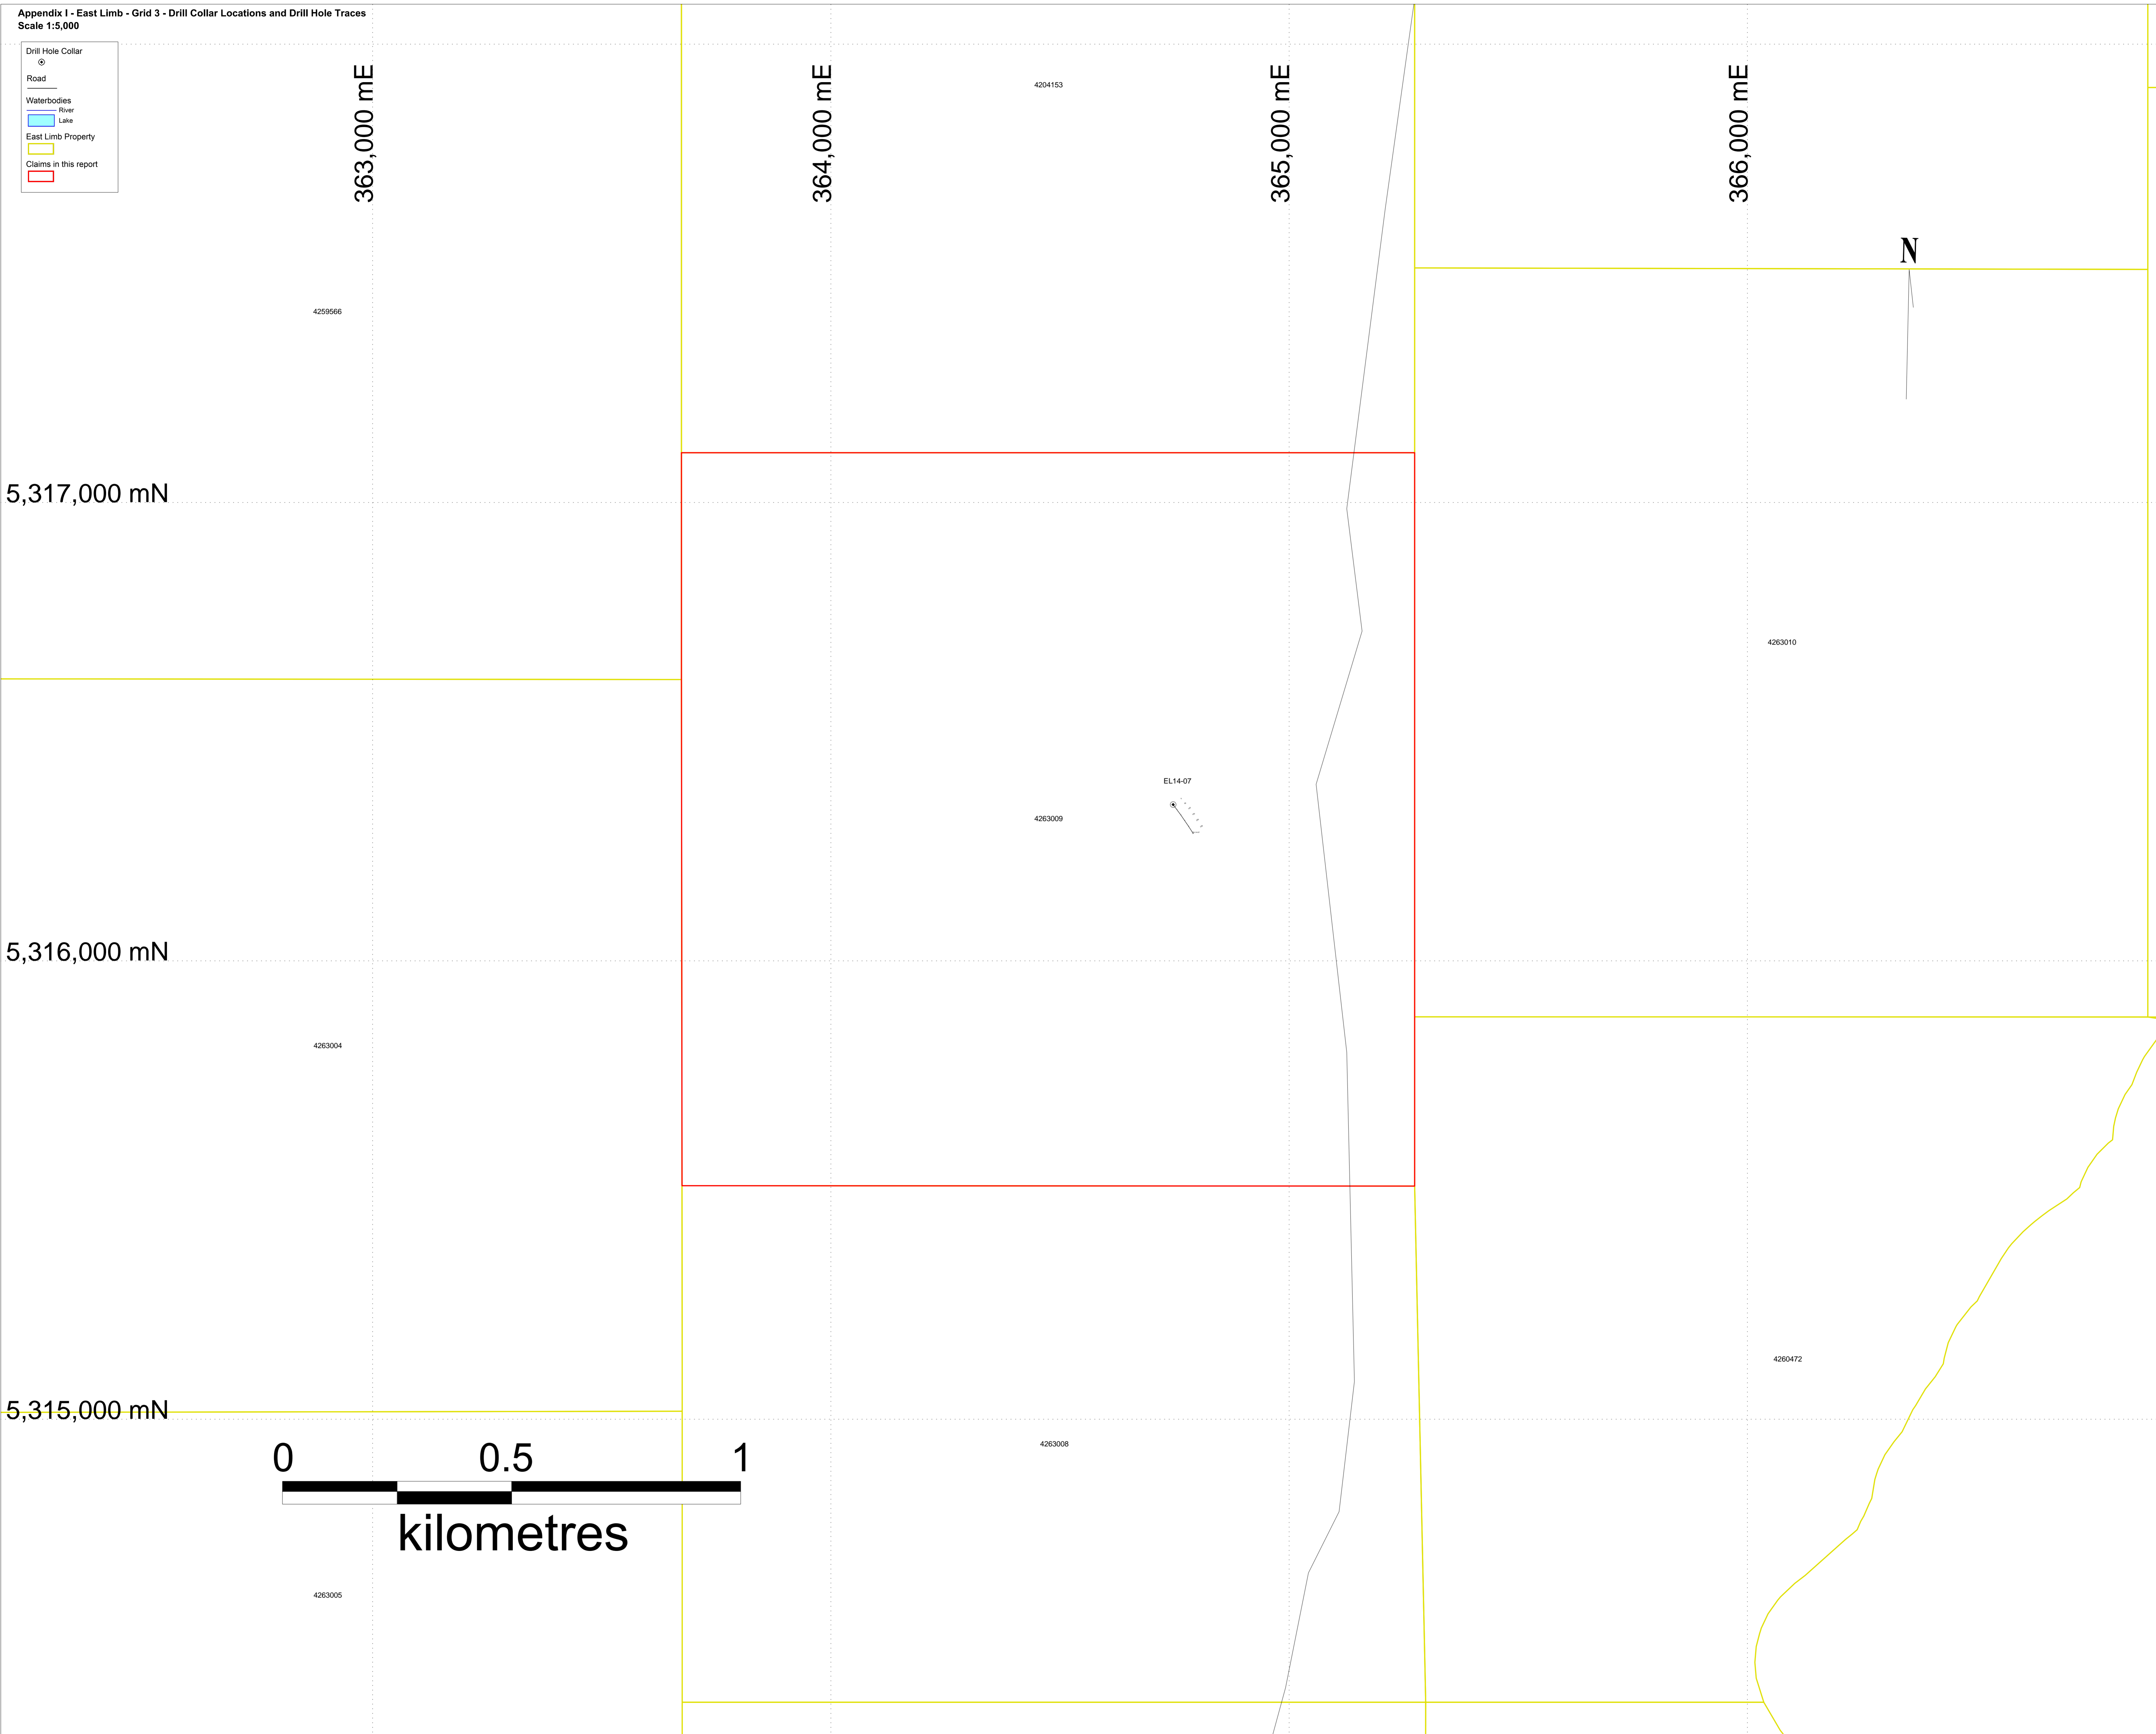 Appendix I - East Limb - Grid 3 - Drill Collar Locations and Drill Hole Traces
Scale 1:5,000
Drill Hole Collar
Road
Waterbodies
River
Lake
East Limb Property
Claims in this report
363,000 mE
364,000 mE
365,000 mE
366,000 mE
4204153
N
4259566
5,317,000 mN
4263010
EL14-07
4263009
5,316,000 mN
4263004
4260472
5,315,000 mN
4263008
0 0.5 1
kilometres
4263005